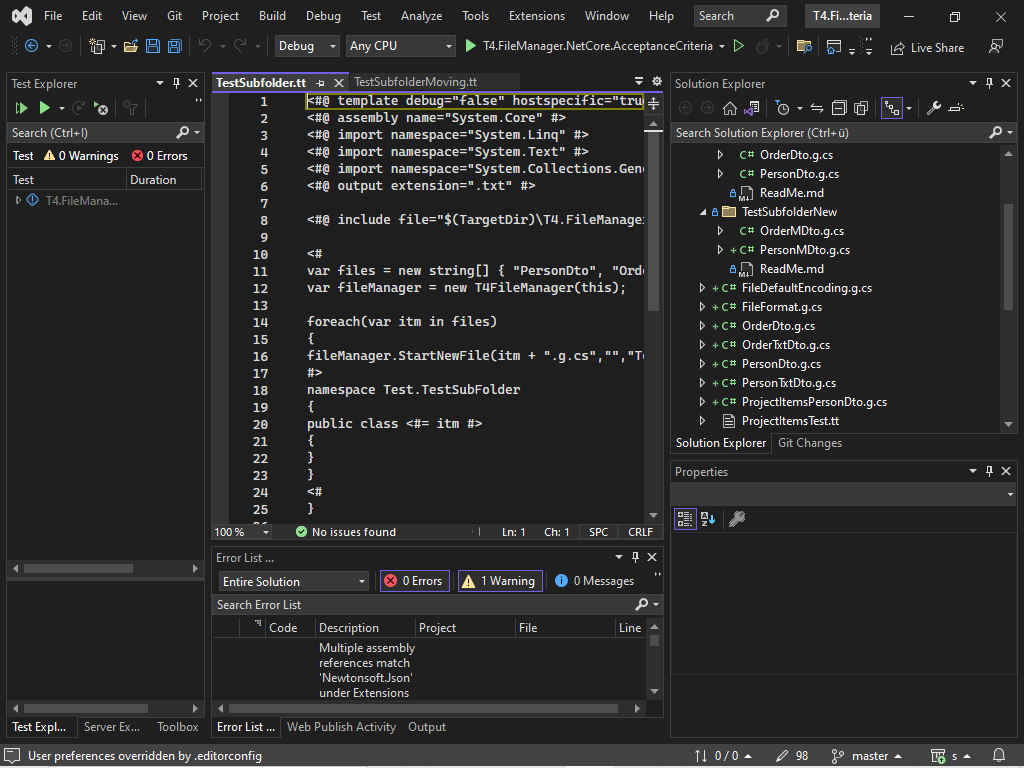 File Edit View Git Project Build Debug Test Analyze Tools Extensions Window Help Search T4.Fi...teria
Debug Any CPU T4.FileManager.NetCore.AcceptanceCriteria Live Share
Test Explorer
Search (Ctrl+I)
Test 0 Warnings 0 Errors
Test Duration
T4.FileMana...
TestSubfolder.tt TestSubfolderMoving.tt
1 <#@ template debug="false" hostspecific="tru
2 <#@ assembly name="System.Core" #>
3 <#@ import namespace="System.Linq" #>
4 <#@ import namespace="System.Text" #>
5 <#@ import namespace="System.Collections.Gene
6 <#@ output extension=".txt" #>
7
8 <#@ include file="$(TargetDir)\T4.FileManager
9
10 <#
11 var files = new string[] { "PersonDto", "Orde
12 var fileManager = new T4FileManager(this);
13
14 foreach(var itm in files)
15 {
16 fileManager.StartNewFile(itm + ".g.cs","","Te
17 #>
18 namespace Test.TestSubFolder
19 {
20 public class <#= itm #>
21 {
22 }
23 }
24 <#
25 }
100 % No issues found Ln: 1 Ch: 1 SPC CRLF
Error List ...
Entire Solution 0 Errors 1 Warning 0 Messages
Search Error List
Code Description Project File Line
Multiple assembly
references match
'Newtonsoft.Json'
under Extensions
Solution Explorer
Search Solution Explorer (Ctrl+ü)
C# OrderDto.g.cs
C# PersonDto.g.cs
ReadMe.md
TestSubfolderNew
C# OrderMDto.g.cs
+ C# PersonMDto.g.cs
ReadMe.md
+ C# FileDefaultEncoding.g.cs
+ C# FileFormat.g.cs
+ C# OrderDto.g.cs
+ C# OrderTxtDto.g.cs
+ C# PersonDto.g.cs
+ C# PersonTxtDto.g.cs
+ C# ProjectItemsPersonDto.g.cs
ProjectItemsTest.tt
Solution Explorer Git Changes
Properties
Test Expl... Server Ex... Toolbox
Error List ... Web Publish Activity Output
User preferences overridden by .editorconfig 0 / 0 98 master s